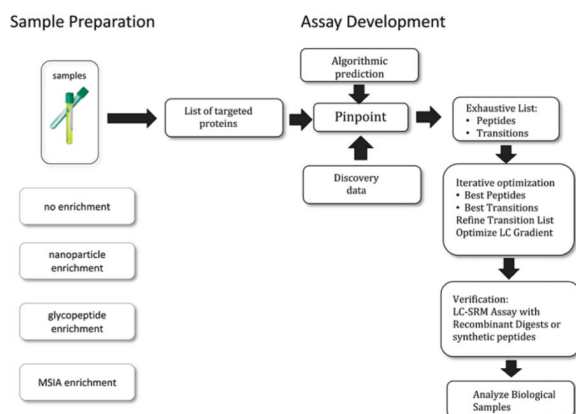 Sample Preparation
Assay Development
samples
List of targeted
proteins
Algorithmic
prediction
Pinpoint
Discovery
data
Exhaustive List:
• Peptides
• Transitions
Iterative optimization
• Best Peptides
• Best Transitions
Refine Transition List
Optimize LC Gradient
Verification:
LC-SRM Assay with
Recombinant Digests or
synthetic peptides
Analyze Biological
Samples
no enrichment
nanoparticle
enrichment
glycopeptide
enrichment
MSIA enrichment